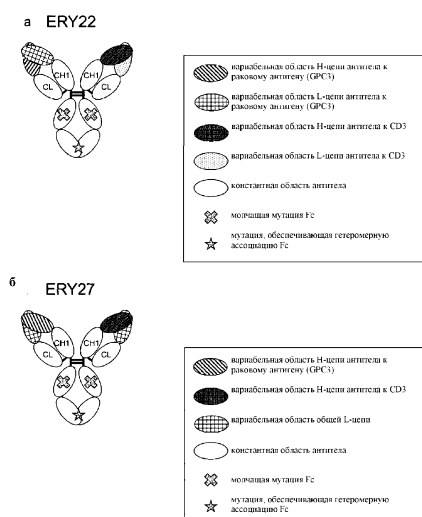 а ERY22
CH1 CH1
CL CL
вариабельная область H-цепи антитела к
раковому антигену (GPC3)
вариабельная область L-цепи антитела к
раковому антигену (GPC3)
вариабельная область H-цепи антитела к CD3
вариабельная область L-цепи антитела к CD3
константная область антитела
молчащая мутация Fc
мутация, обеспечивающая гетеромерную
ассоциацию Fc
б ERY27
CH1 CH1
CL CL
вариабельная область H-цепи антитела к
раковому антигену (GPC3)
вариабельная область H-цепи антитела к CD3
вариабельная область общей L-цепи
константная область антитела
молчащая мутация Fc
мутация, обеспечивающая гетеромерную
ассоциацию Fc